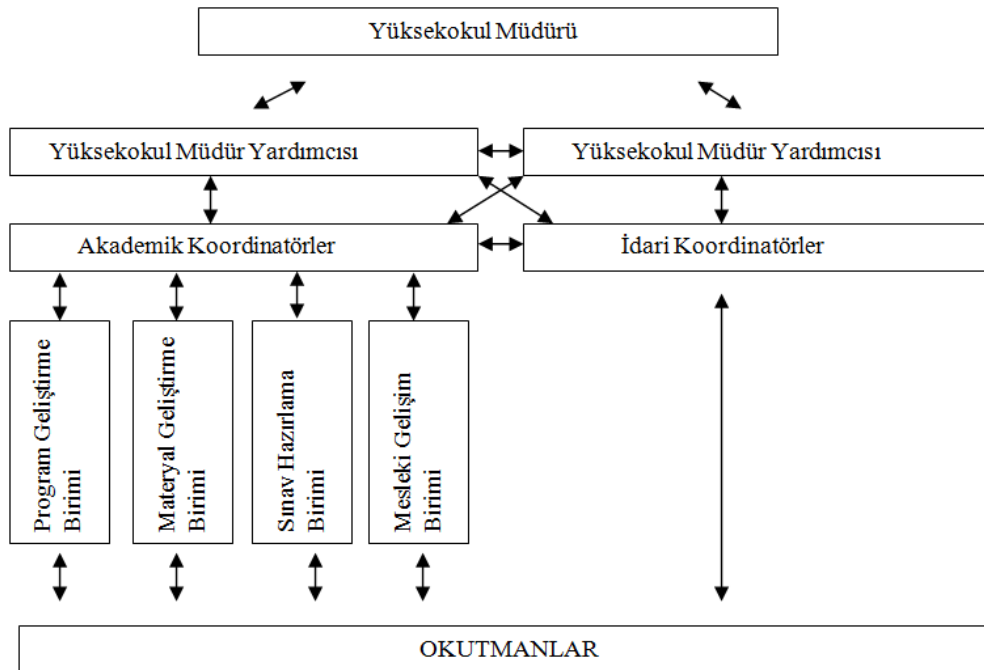 Yüksekokul Müdürü
Yüksekokul Müdür Yardımcısı
Yüksekokul Müdür Yardımcısı
Akademik Koordinatörler
İdari Koordinatörler
Program Geliştirme
Birimi
Materyal Geliştirme
Birimi
Sınav Hazırlama
Birimi
Mesleki Gelişim
Birimi
OKUTMANLAR